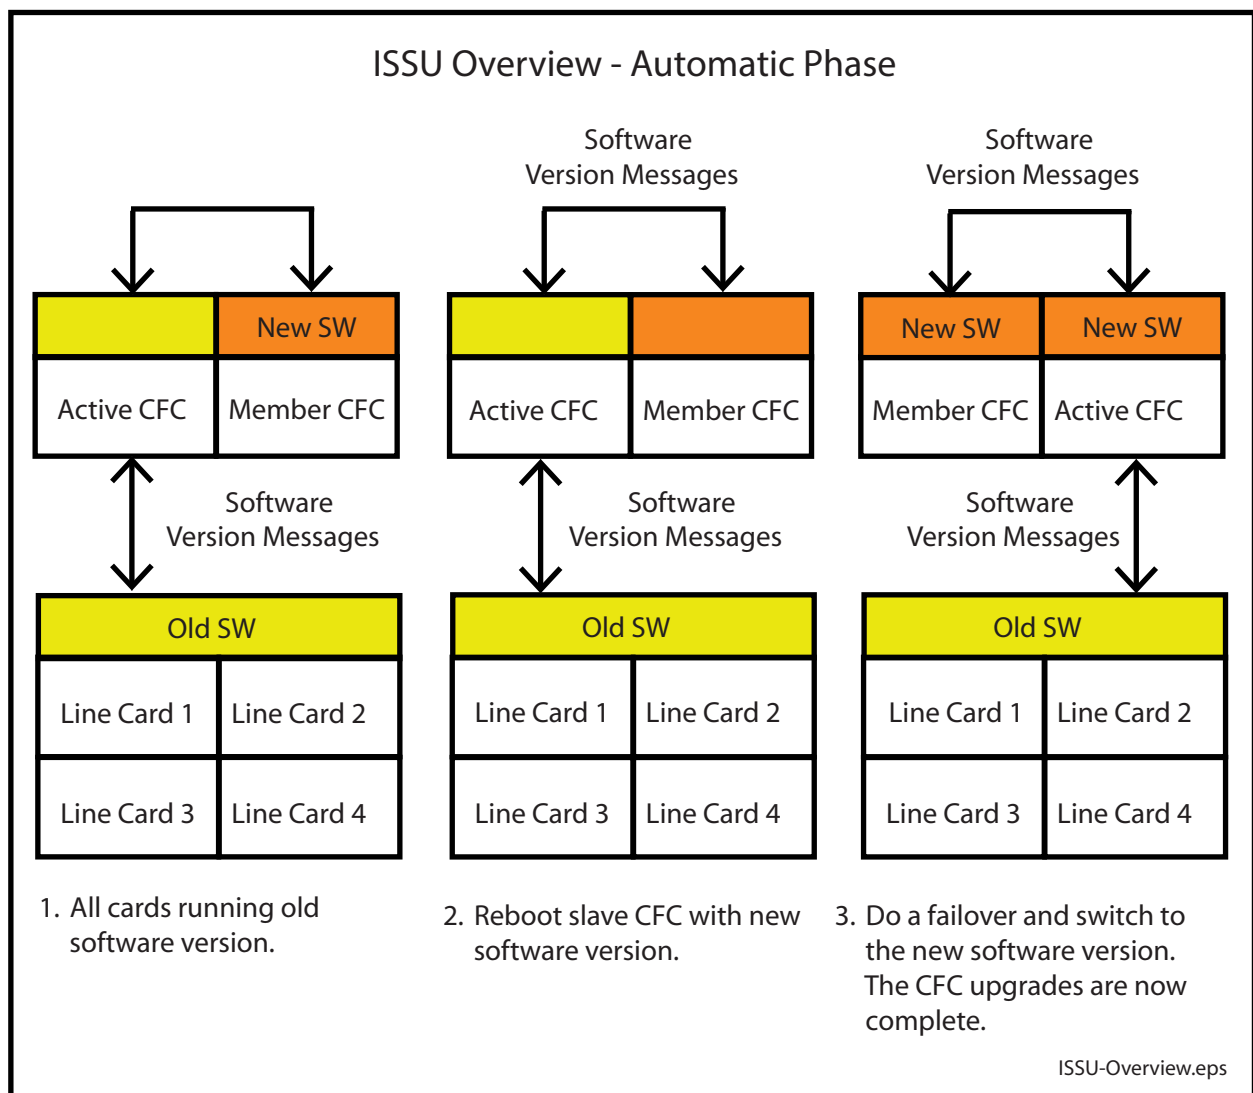 ISSU Overview - Automatic Phase
Software
Version Messages
Software
Version Messages
New SW
Active CFC
Member CFC
Active CFC
Member CFC
New SW
New SW
Member CFC
Active CFC
Software
Version Messages
Software
Version Messages
Software
Version Messages
Old SW
Line Card 1
Line Card 2
Line Card 3
Line Card 4
Old SW
Line Card 1
Line Card 2
Line Card 3
Line Card 4
Old SW
Line Card 1
Line Card 2
Line Card 3
Line Card 4
1. All cards running old
software version.
2. Reboot slave CFC with new
software version.
3. Do a failover and switch to
the new software version.
The CFC upgrades are now
complete.
ISSU-Overview.eps